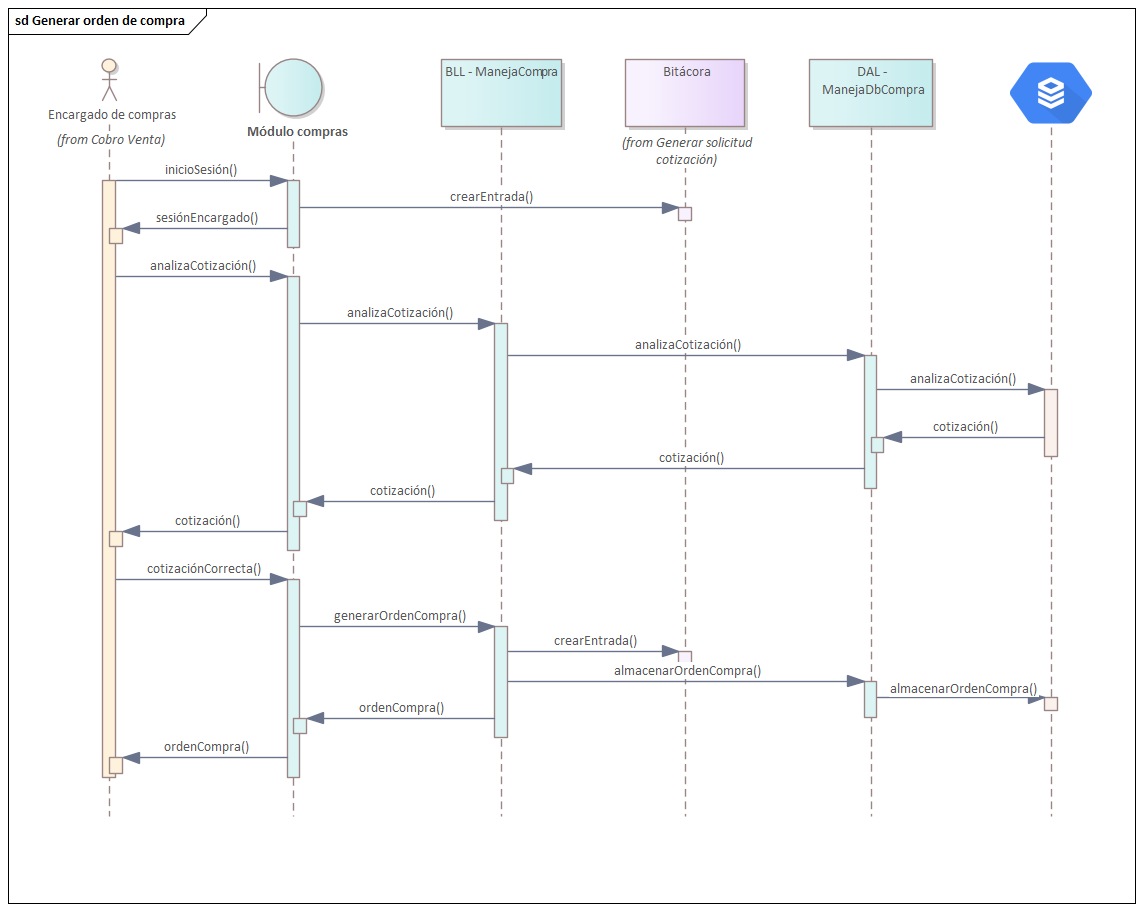 sd Generar orden de compra
Encargado de compras
(from Cobro Venta)
Módulo compras
BLL - ManejaCompra
Bitácora
(from Generar solicitud
cotización)
DAL -
ManejaDbCompra
inicioSesión()
crearEntrada()
sesiónEncargado()
analizaCotización()
analizaCotización()
analizaCotización()
analizaCotización()
cotización()
cotización()
cotización()
cotización()
cotizaciónCorrecta()
generarOrdenCompra()
crearEntrada()
almacenarOrdenCompra()
almacenarOrdenCompra()
ordenCompra()
ordenCompra()